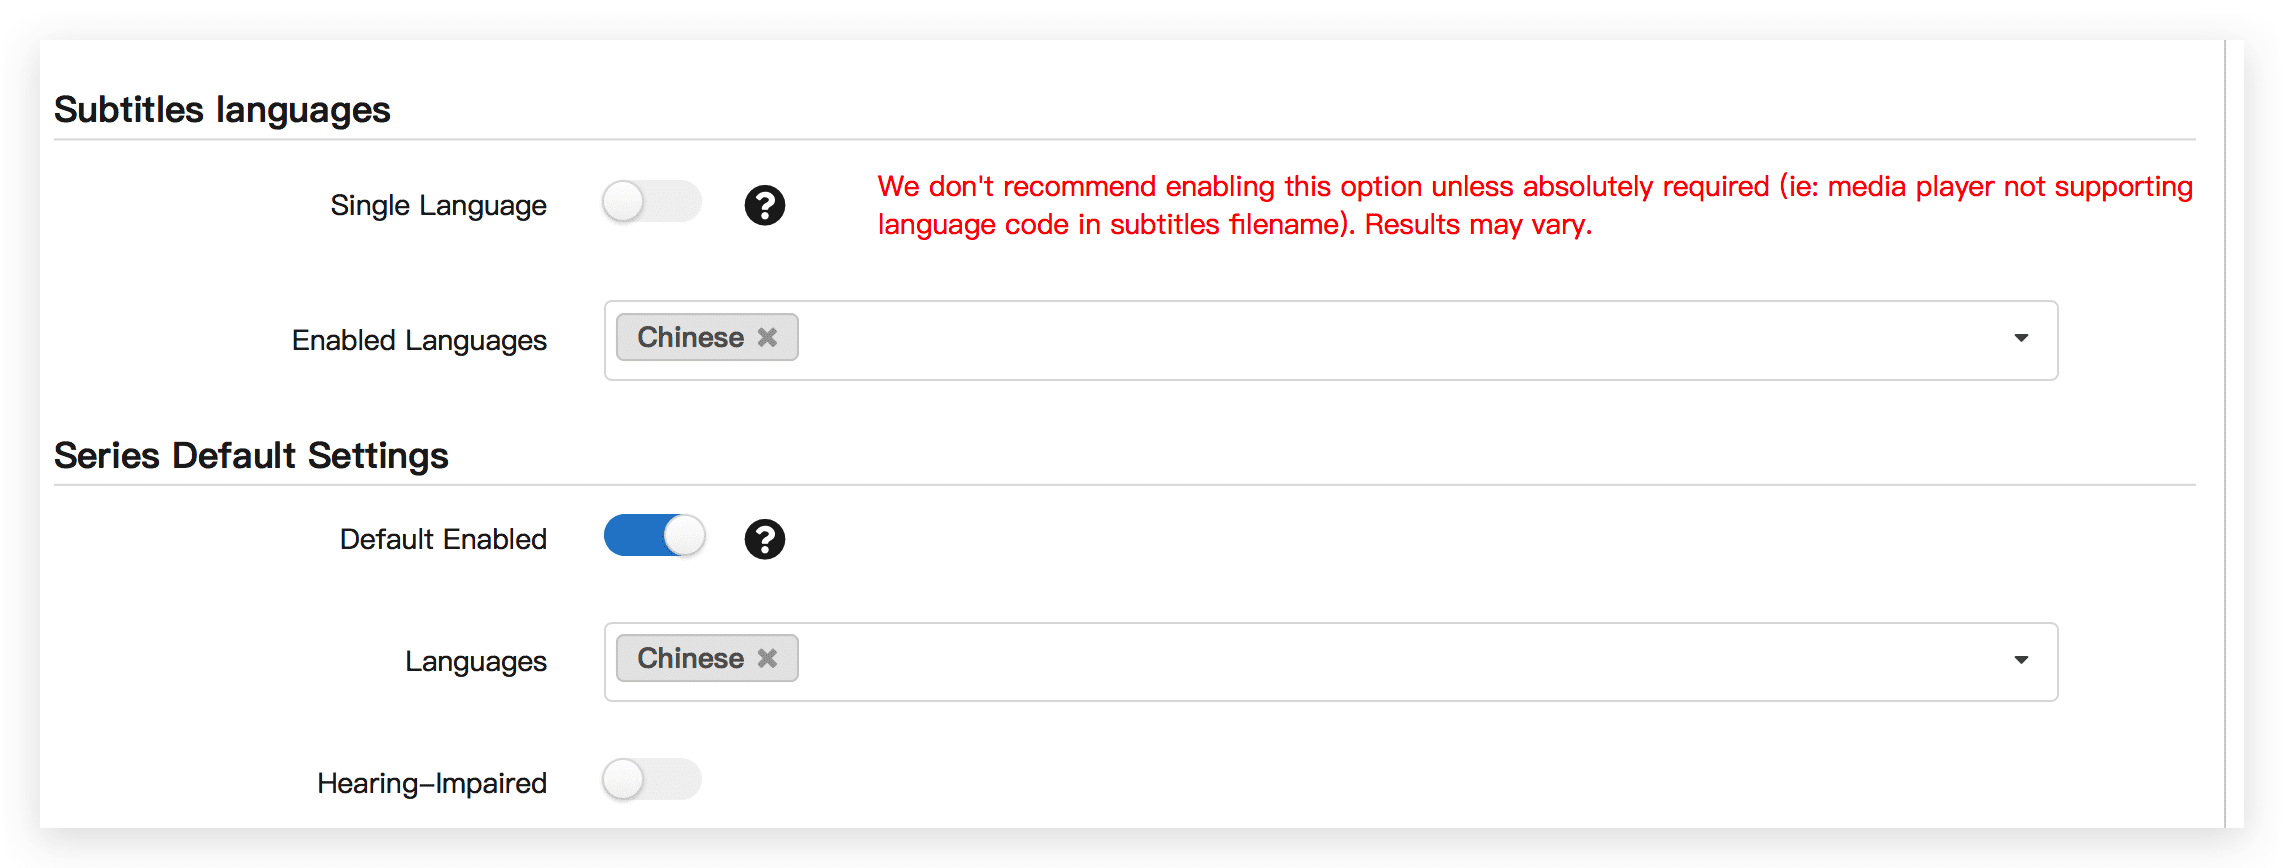 Subtitles languages
Single Language
We don't recommend enabling this option unless absolutely required (ie: media player not supporting
language code in subtitles filename). Results may vary.
Enabled Languages
Chinese
Series Default Settings
Default Enabled
Languages
Chinese
Hearing-Impaired